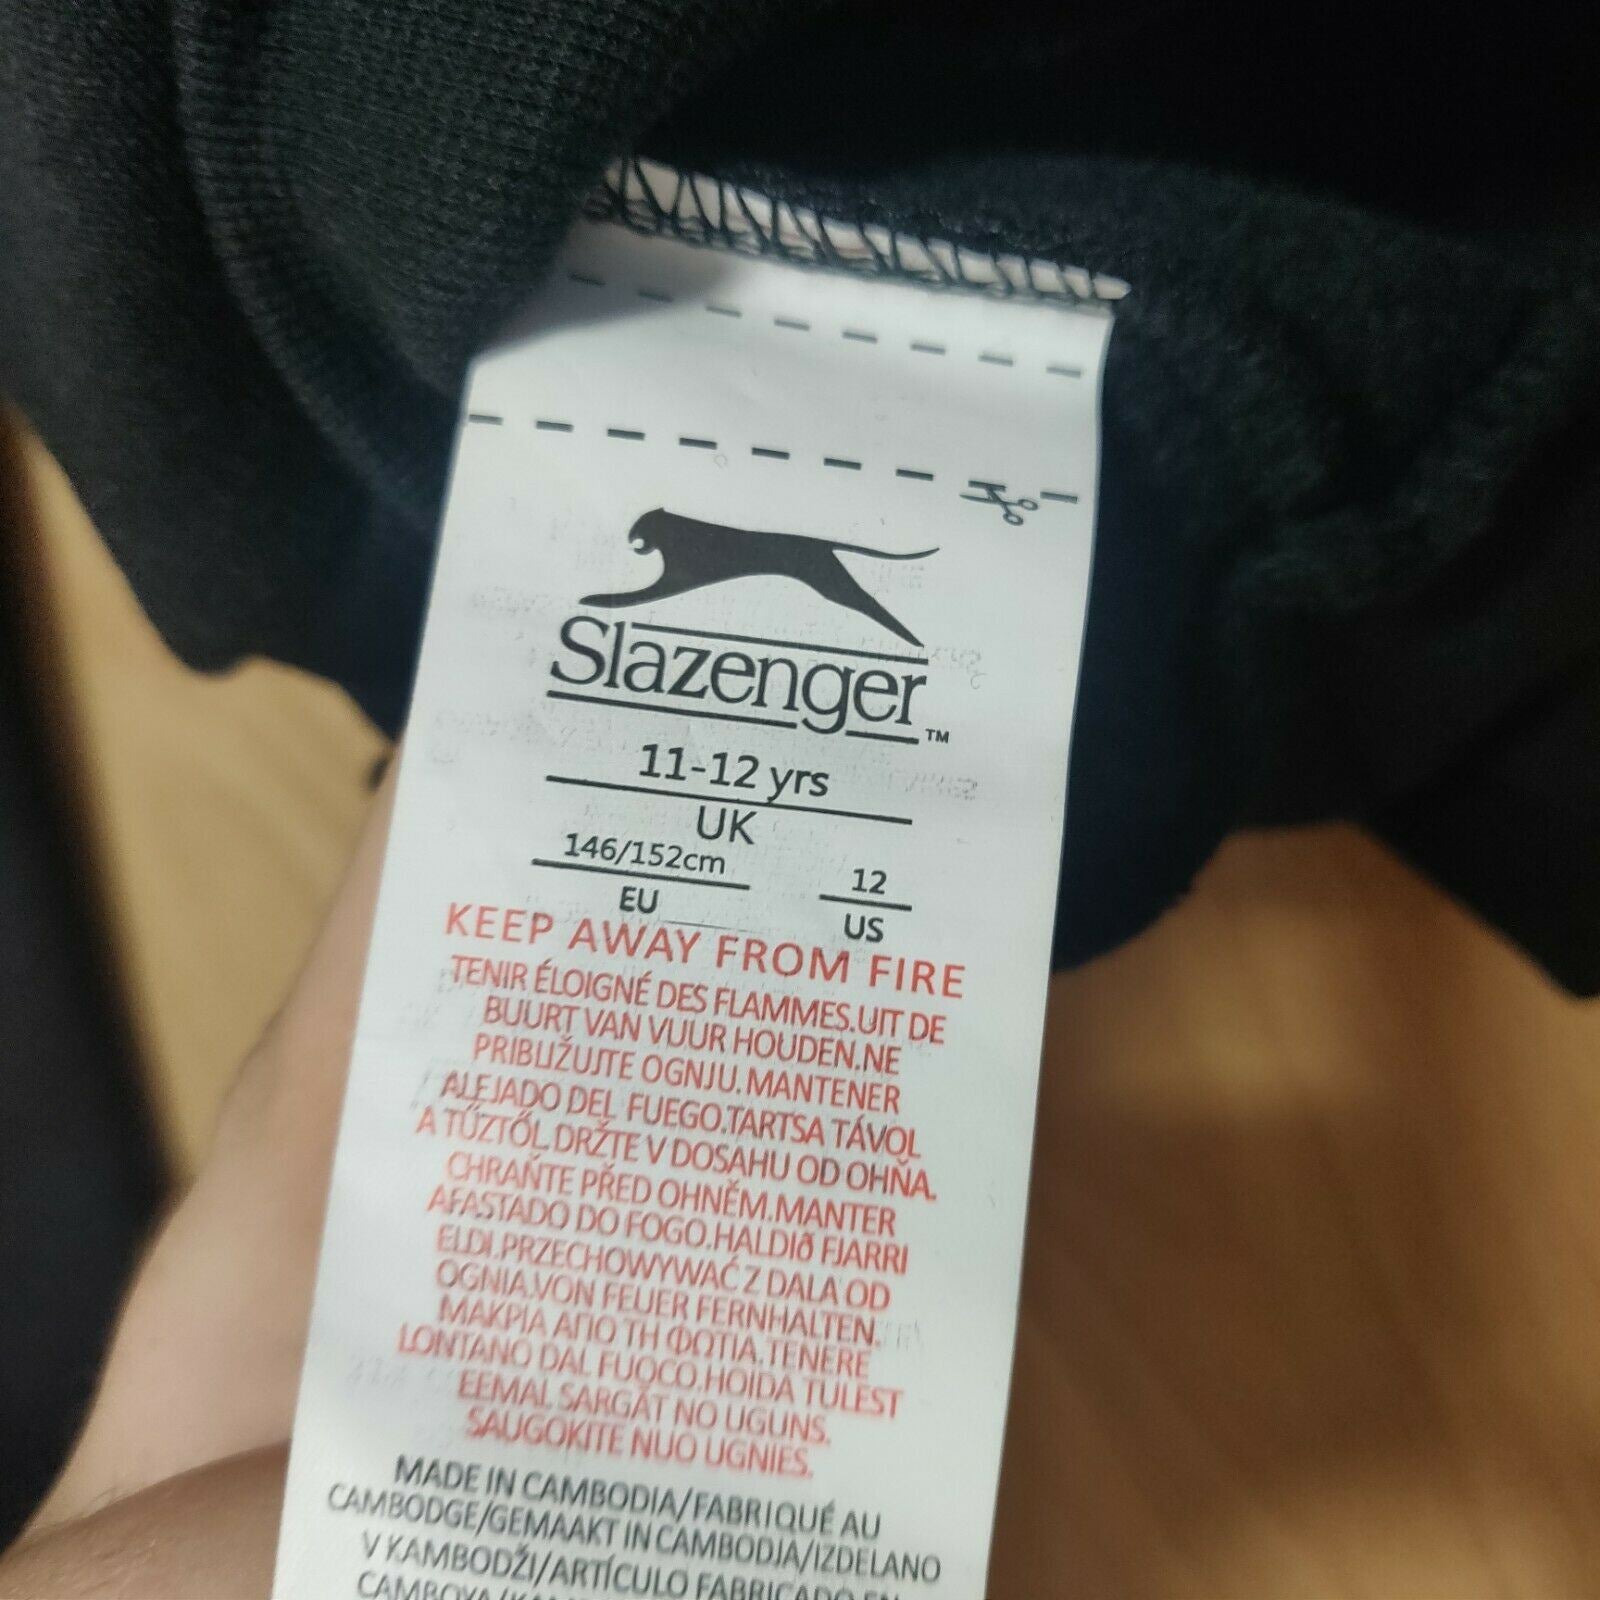 Slazenger™
11-12 yrs
UK
146/152cm 12
EU US
KEEP AWAY FROM FIRE
TENIR ÉLOIGNÉ DES FLAMMES.UIT DE
BUURT VAN VUUR HOUDEN.NE
PRIBLIŽUJTE OGNJU.MANTENER
ALEJADO DEL FUEGO.TARTSA TÁVOL
A TŰZTŐL.DRŽTE V DOSAHU OD OHŇA.
CHRAŇTE PŘED OHNĚM.MANTER
AFASTADO DO FOGO.HALDIð FJARRI
ELDI.PRZECHOWYWAĆ Z DALA OD
OGNIA.VON FEUER FERNHALTEN.
ΜΑΚΡΙΑ ΑΠΟ ΤΗ ΦΩΤΙΑ.TENERE
LONTANO DAL FUOCO.HOIDA TULEST
EEMAL.SARGĀT NO UGUNS.
SAUGOKITE NUO UGNIES.
MADE IN CAMBODIA/FABRIQUÉ AU
CAMBODGE/GEMAAKT IN CAMBODJA/IZDELANO
V KAMBODŽI/ARTÍCULO FABRICADO EN
CAMBOYA